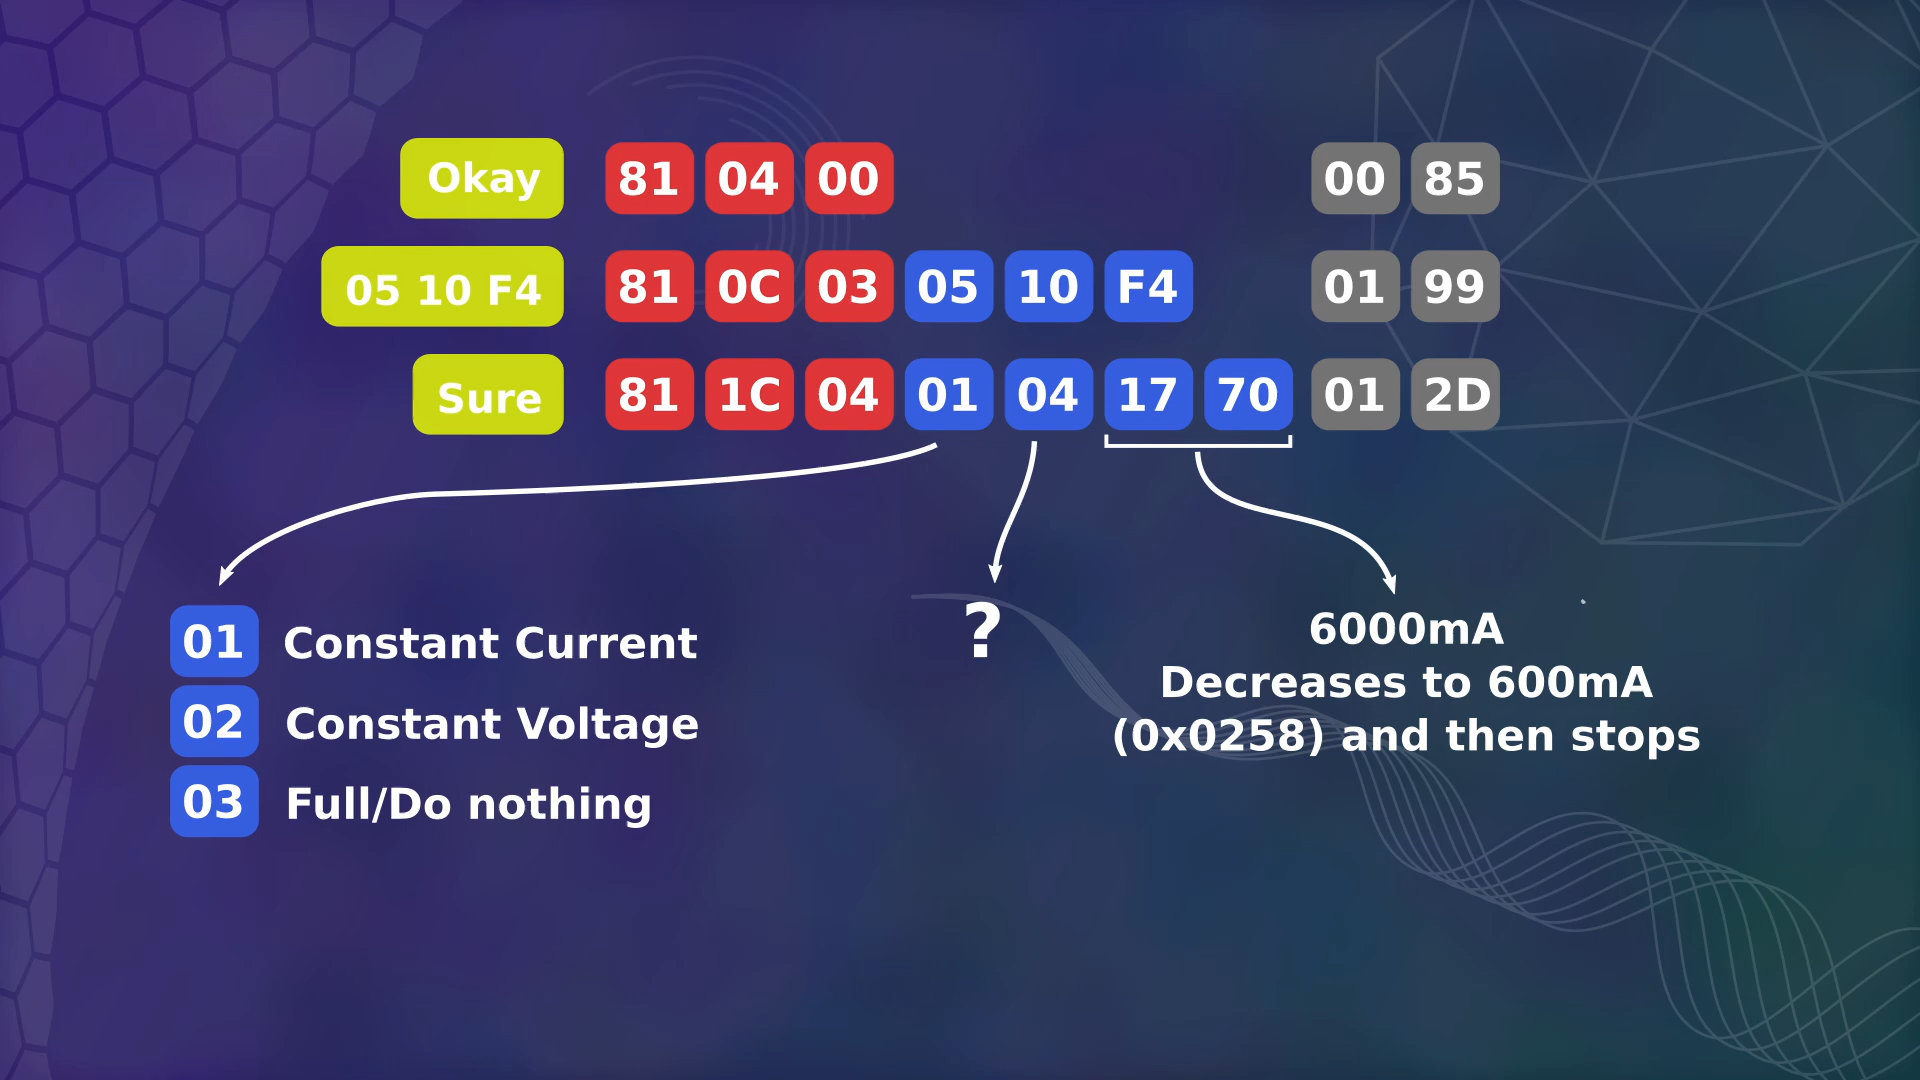 Okay 81 04 00 00 85
05 10 F4 81 0C 03 05 10 F4 01 99
Sure 81 1C 04 01 04 17 70 01 2D
01 Constant Current
02 Constant Voltage
03 Full/Do nothing
?
6000mA
Decreases to 600mA
(0x0258) and then stops